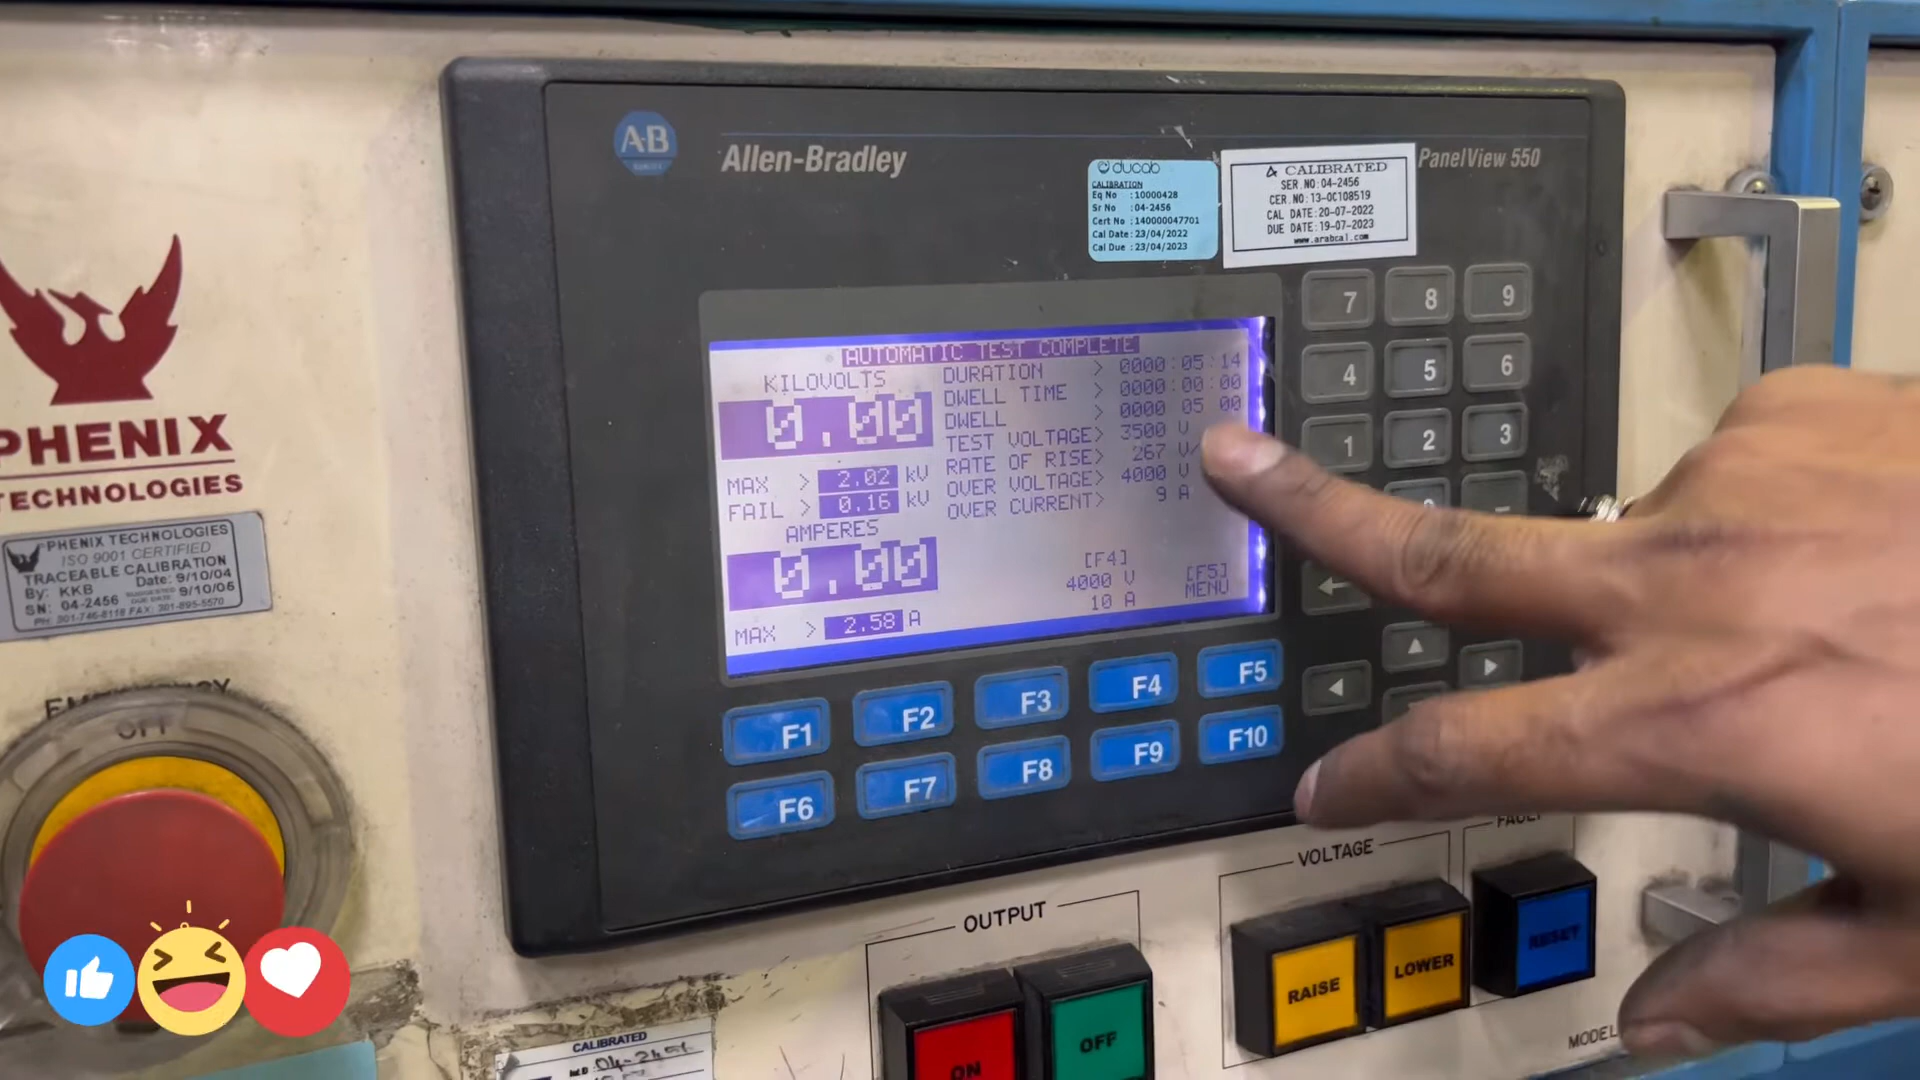 A-B
Allen-Bradley
PanelView 550
ducab
CALIBRATION
Eq No : 10000428
Sr No : 04-2456
Cert No : 140000047701
Cal Date : 23/04/2022
Cal Due : 23/04/2023
CALIBRATED
SER.NO:04-2456
CER.NO:13-0C108519
CAL DATE:20-07-2022
DUE DATE:19-07-2023
www.arabcal.com
AUTOMATIC TEST COMPLETE
KILOVOLTS
0.00
MAX > 2.02 kV
FAIL > 0.16 kV
AMPERES
0.00
MAX > 2.58 A
DURATION > 0000:05:14
DWELL TIME > 0000:00:00
DWELL > 0000 05 00
TEST VOLTAGE> 3500 V
RATE OF RISE> 267 V/
OVER VOLTAGE> 4000 V
OVER CURRENT> 9 A
[F4]
4000 V
10 A
[F5]
MENU
7 8 9
4 5 6
1 2 3
F1 F2 F3 F4 F5
F6 F7 F8 F9 F10
PHENIX
TECHNOLOGIES
PHENIX TECHNOLOGIES
ISO 9001 CERTIFIED
TRACEABLE CALIBRATION
By: KKB Date: 9/10/04
SN: 04-2456 9/10/05
PH: 301-746-8118 FAX: 301-895-5570
EMERGENCY
OFF
OUTPUT
ON
OFF
VOLTAGE
RAISE
LOWER
FAULT
RESET
MODEL
CALIBRATED
04-2456